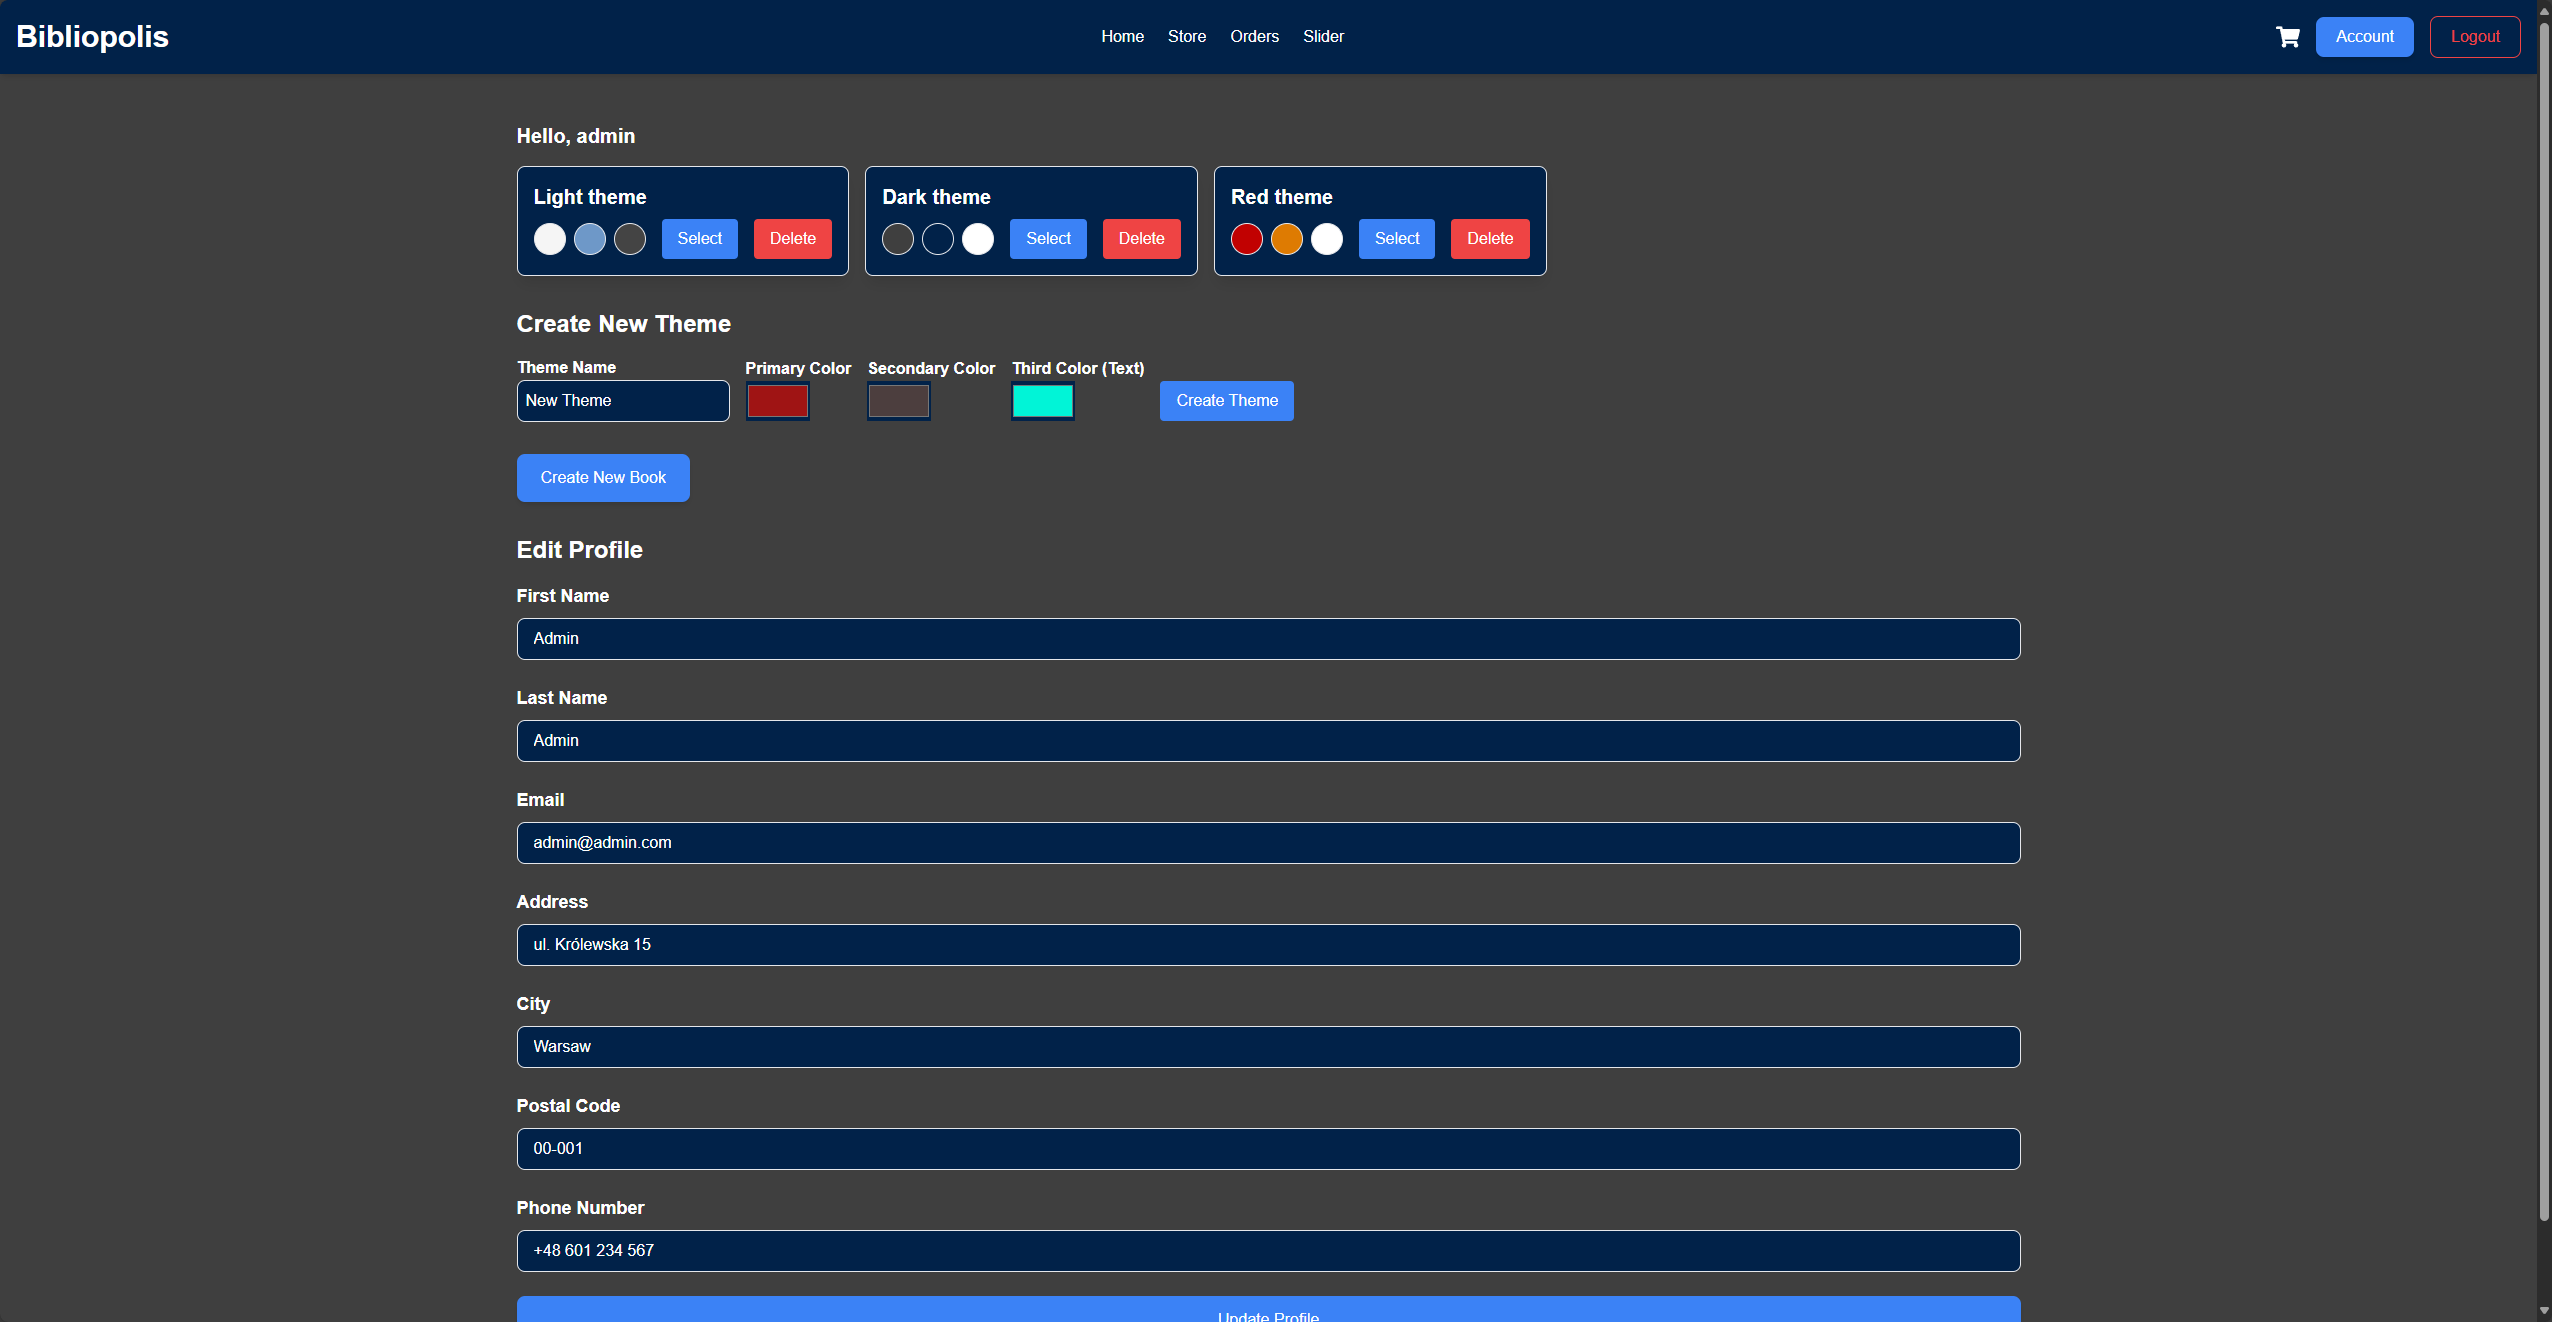 Bibliopolis
Home Store Orders Slider
Account Logout
Hello, admin
Light theme
Select Delete
Dark theme
Select Delete
Red theme
Select Delete
Create New Theme
Theme Name Primary Color Secondary Color Third Color (Text)
New Theme
Create Theme
Create New Book
Edit Profile
First Name
Admin
Last Name
Admin
Email
admin@admin.com
Address
ul. Królewska 15
City
Warsaw
Postal Code
00-001
Phone Number
+48 601 234 567
Update Profile